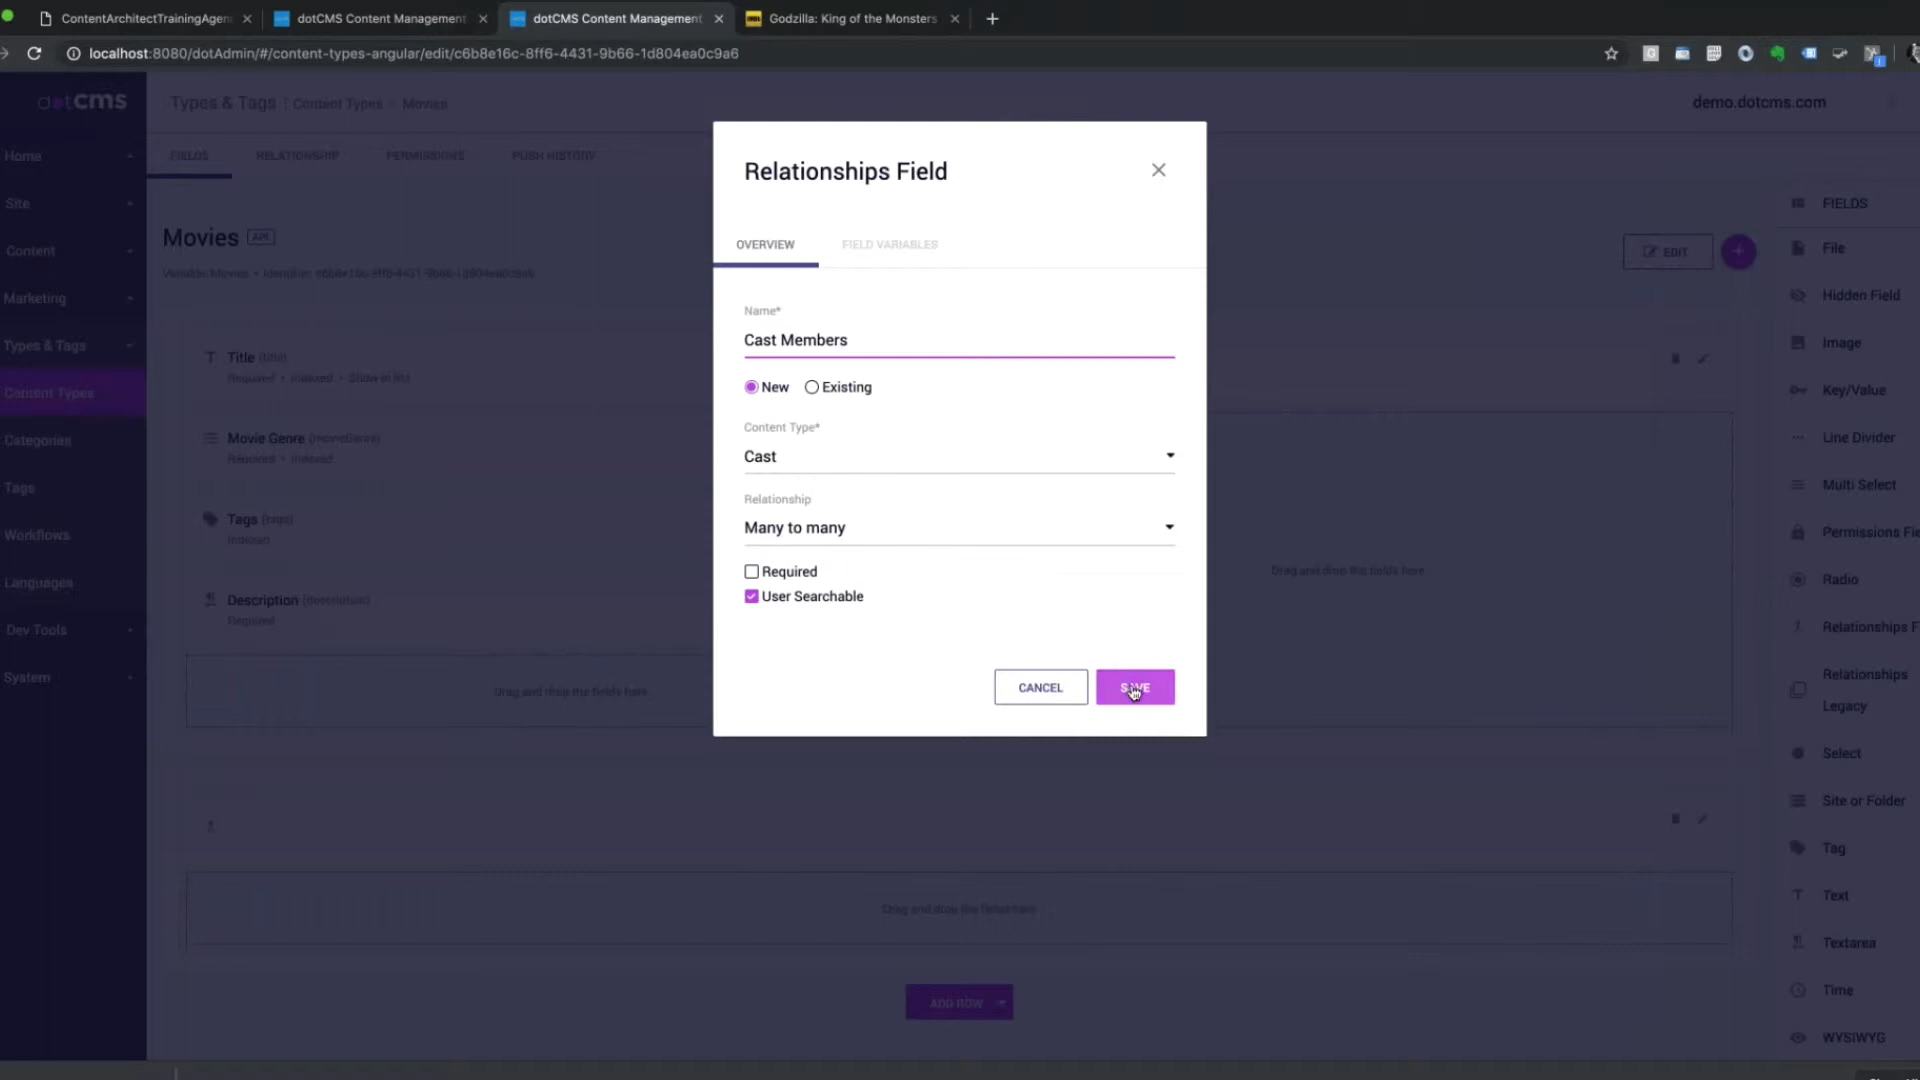 ContentArchitectTrainingAgen
dotCMS Content Management
dotCMS Content Management
Godzilla: King of the Monsters
localhost:8080/dotAdmin/#/content-types-angular/edit/c6b8e16c-8ff6-4431-9b66-1d804ea0c9a6
dotCMS
Types & Tags
Content Types
Movies
demo.dotcms.com
Home
Site
Content
Marketing
Types & Tags
Content Types
Categories
Tags
Workflows
Languages
Dev Tools
System
FIELDS
RELATIONSHIP
PERMISSIONS
PUSH HISTORY
Movies API
Variable: Movies • Identifier: c6b8e16c-8ff6-4431-9b66-1d804ea0c9a6
EDIT
Title (title)
Required • Indexed • Show in list
Movie Genre (movieGenre)
Required • Indexed
Tags (tags)
Indexed
Description (description)
Required
Drag and drop the fields here
Drag and drop the fields here
Drag and drop the fields here
ADD ROW
Relationships Field
OVERVIEW
FIELD VARIABLES
Name*
Cast Members
New
Existing
Content Type*
Cast
Relationship
Many to many
Required
User Searchable
CANCEL
SAVE
FIELDS
File
Hidden Field
Image
Key/Value
Line Divider
Multi Select
Permissions Fie
Radio
Relationships F
Relationships
Legacy
Select
Site or Folder
Tag
Text
Textarea
Time
WYSIWYG